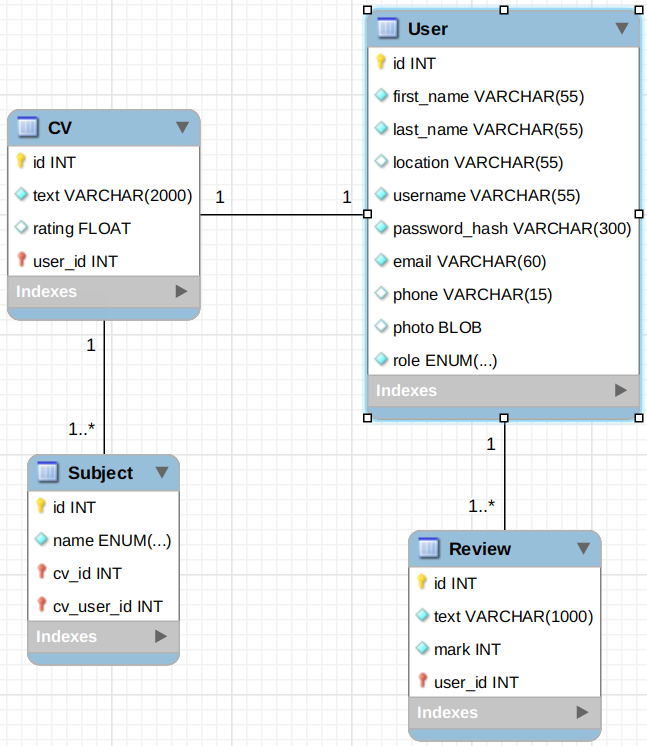 User
id INT
first_name VARCHAR(55)
last_name VARCHAR(55)
location VARCHAR(55)
username VARCHAR(55)
password_hash VARCHAR(300)
email VARCHAR(60)
phone VARCHAR(15)
photo BLOB
role ENUM(...)
Indexes
CV
id INT
text VARCHAR(2000)
rating FLOAT
user_id INT
Indexes
1
1
1
1..*
Subject
id INT
name ENUM(...)
cv_id INT
cv_user_id INT
Indexes
1
1..*
Review
id INT
text VARCHAR(1000)
mark INT
user_id INT
Indexes